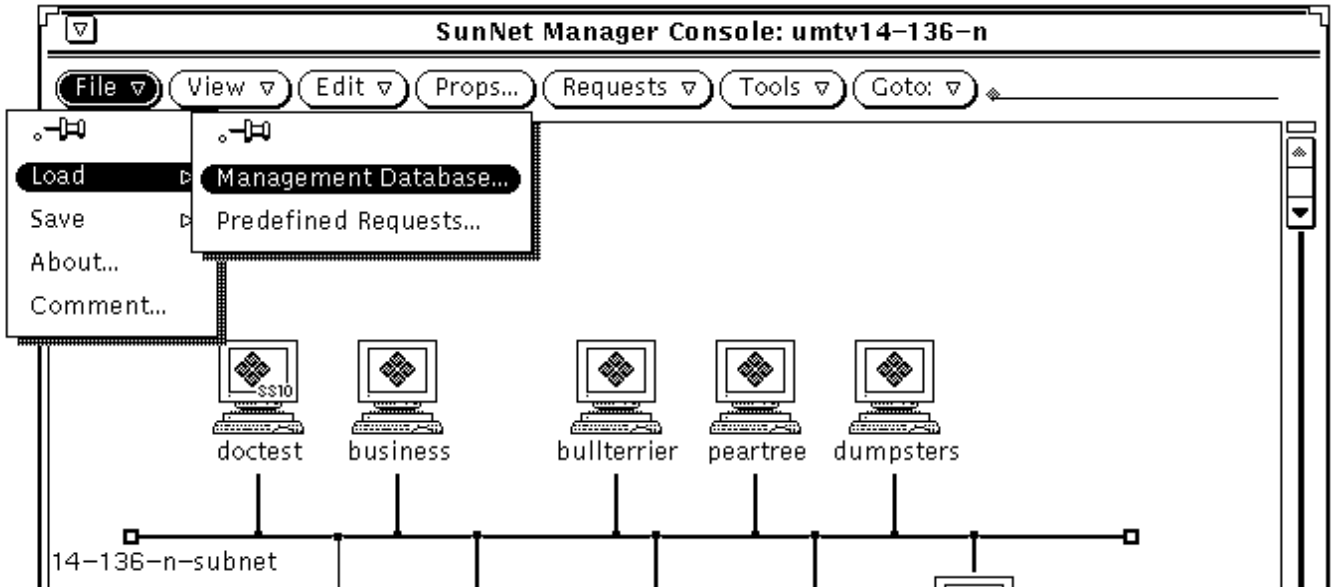 SunNet Manager Console: umtv14-136-n
File View Edit Props... Requests Tools Goto:
Load
Management Database...
Save
Predefined Requests...
About...
Comment...
SS10
doctest business bullterrier peartree dumpsters
14-136-n-subnet